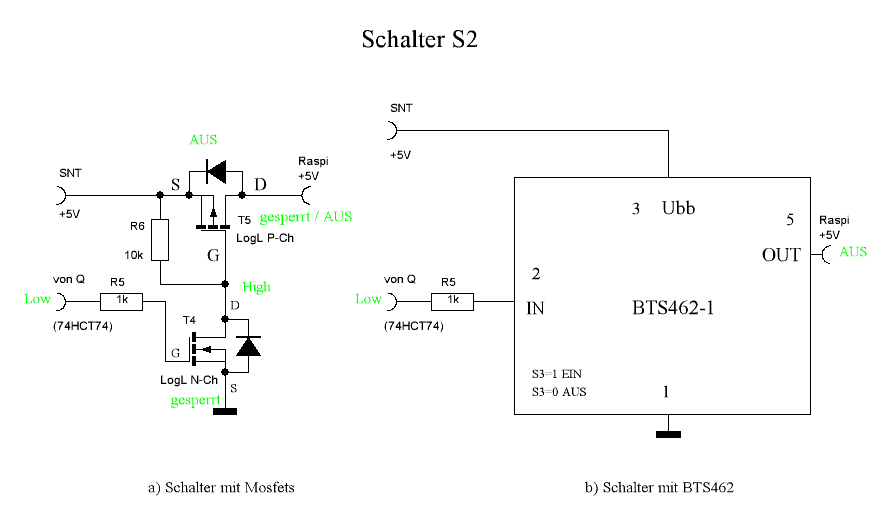 Schalter S2
SNT
+5V
AUS
S
D
Raspi
+5V
T5
gesperrt / AUS
LogL P-Ch
R6
10k
G
High
von Q
Low
R5
1k
(74HCT74)
D
T4
G
LogL N-Ch
S
gesperrt
a) Schalter mit Mosfets
SNT
+5V
3 Ubb
5
Raspi
+5V
OUT
AUS
von Q
Low
R5
1k
(74HCT74)
2
IN
BTS462-1
S3=1 EIN
S3=0 AUS
1
b) Schalter mit BTS462